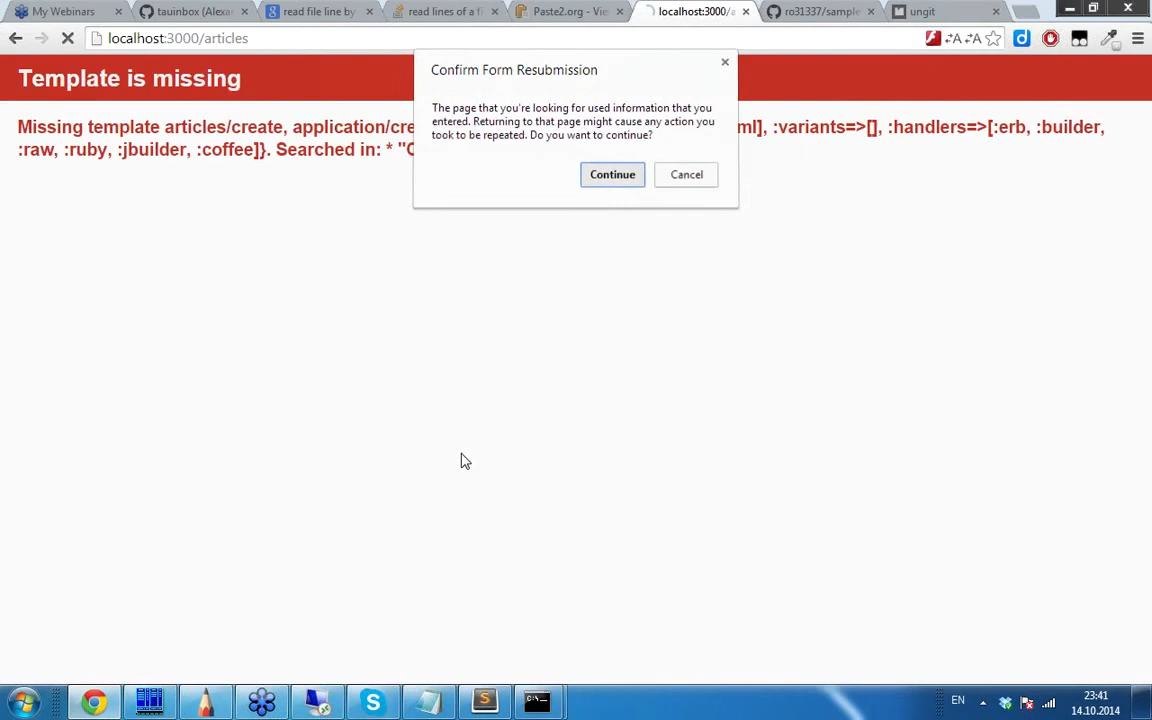 My Webinars
tauinbox (Alexa
read file line by
read lines of a fi
Paste2.org - Vie
localhost:3000/a
ro31337/sample
ungit
localhost:3000/articles
Template is missing
Confirm Form Resubmission
The page that you're looking for used information that you
entered. Returning to that page might cause any action you
took to be repeated. Do you want to continue?
Continue
Cancel
Missing template articles/create, application/cre ml], :variants=>[], :handlers=>[:erb, :builder,
:raw, :ruby, :jbuilder, :coffee]}. Searched in: * "C
EN
23:41
14.10.2014